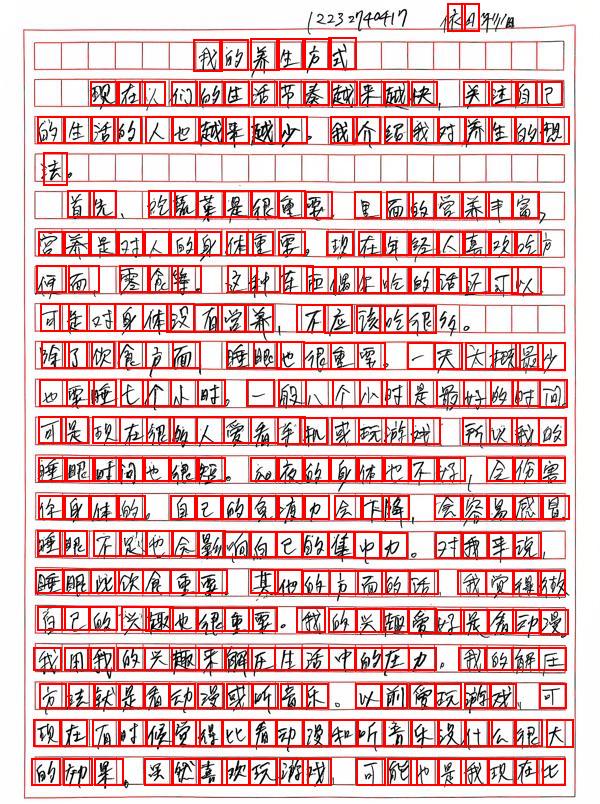 12232740417
我的养生方式
现在人们的生活节奏越来越快，关注自己
的生活的人也越来越少。我介绍我对养生的想
法。
首先，吃蔬菜是很重要，里面的营养丰富，
营养是对人的身体重要。现在年轻人喜欢吃方
便面，零食等。这种东西偶尔吃的话还可以
可是对身体没有营养，不应该吃很多。
除了饮食方面，睡眠也很重要。一天大概最少
也要睡七个小时。一般八个小时是最好的时间
可是现在很多人爱看手机或玩游戏，所以我的
睡眠时间也很短。夜的身体也不好，会伤害
你身体的。自己的免疫力会下降，会容易感冒
睡眠不足也会影响自己的集中力。对我来说，
睡眠比饮食重要。其他的方面的话，我觉得做
自己的兴趣也很重要。我的兴趣爱好是看动漫
我用我的兴趣来解压生活中的压力。我的解压
方法就是看动漫或听音乐。以前爱玩游戏，可
现在有时候觉得比看动漫和听音乐没什么很大
的效果。虽然喜欢玩游戏，可能也是我现在比